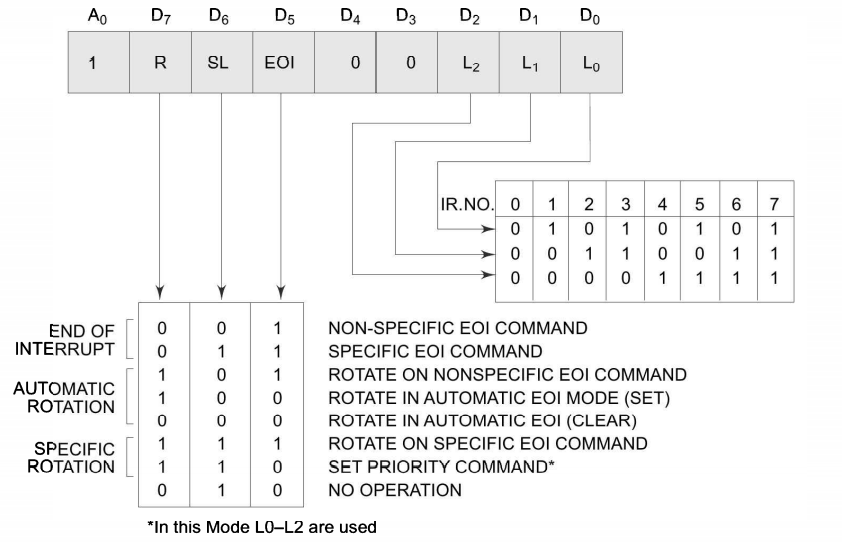 A0 D7 D6 D5 D4 D3 D2 D1 D0
1 R SL EOI 0 0 L2 L1 L0
IR.NO. 0 1 2 3 4 5 6 7
0 1 0 1 0 1 0 1
0 0 1 1 0 0 1 1
0 0 0 0 1 1 1 1
END OF INTERRUPT
0 0 1 NON-SPECIFIC EOI COMMAND
0 1 1 SPECIFIC EOI COMMAND
AUTOMATIC ROTATION
1 0 1 ROTATE ON NONSPECIFIC EOI COMMAND
1 0 0 ROTATE IN AUTOMATIC EOI MODE (SET)
0 0 0 ROTATE IN AUTOMATIC EOI (CLEAR)
SPECIFIC ROTATION
1 1 1 ROTATE ON SPECIFIC EOI COMMAND
1 1 0 SET PRIORITY COMMAND*
0 1 0 NO OPERATION
*In this Mode L0–L2 are used